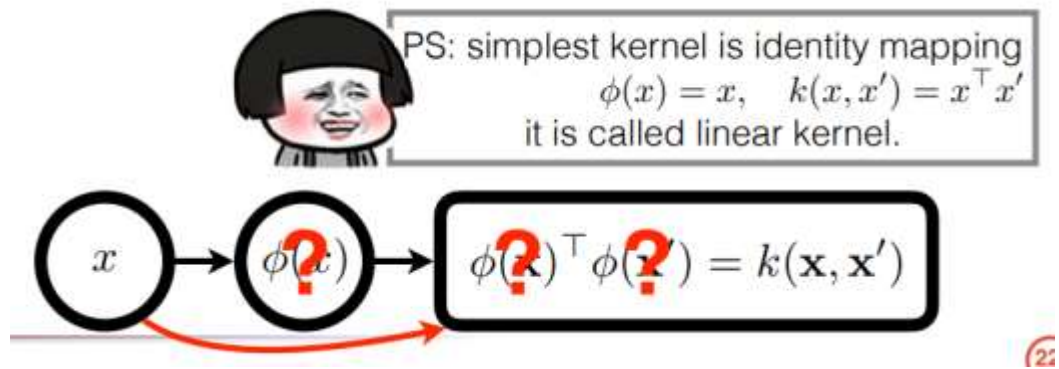 PS: simplest kernel is identity mapping
ϕ(x) = x, k(x, x′) = x⊤x′
it is called linear kernel.
x
ϕ(x)
?
ϕ(x)⊤ϕ(x′) = k(x, x′)
? ?
22